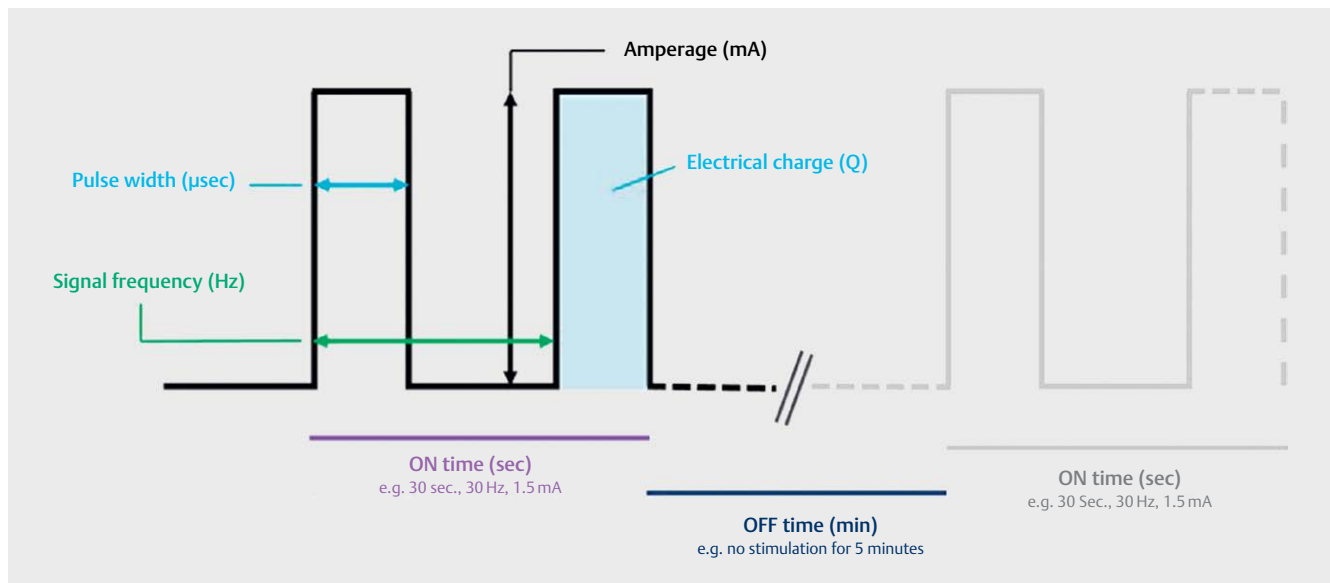 Amperage (mA)
Pulse width (µsec)
Electrical charge (Q)
Signal frequency (Hz)
ON time (sec)
e.g. 30 sec., 30 Hz, 1.5 mA
ON time (sec)
e.g. 30 Sec., 30 Hz, 1.5 mA
OFF time (min)
e.g. no stimulation for 5 minutes